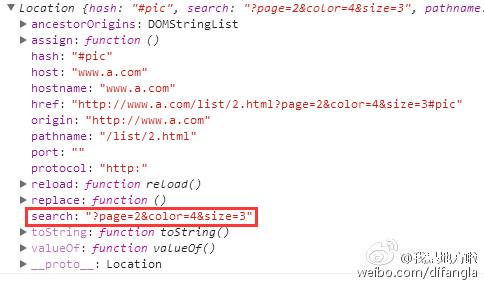 Location {hash: "#pic", search: "?page=2&color=4&size=3", pathname:
ancestorOrigins: DOMStringList
assign: function ()
hash: "#pic"
host: "www.a.com"
hostname: "www.a.com"
href: "http://www.a.com/list/2.html?page=2&color=4&size=3#pic"
origin: "http://www.a.com"
pathname: "/list/2.html"
port: ""
protocol: "http:"
reload: function reload()
replace: function ()
search: "?page=2&color=4&size=3"
toString: function toString()
valueOf: function valueOf()
__proto__: Location
weibo.com/difangla